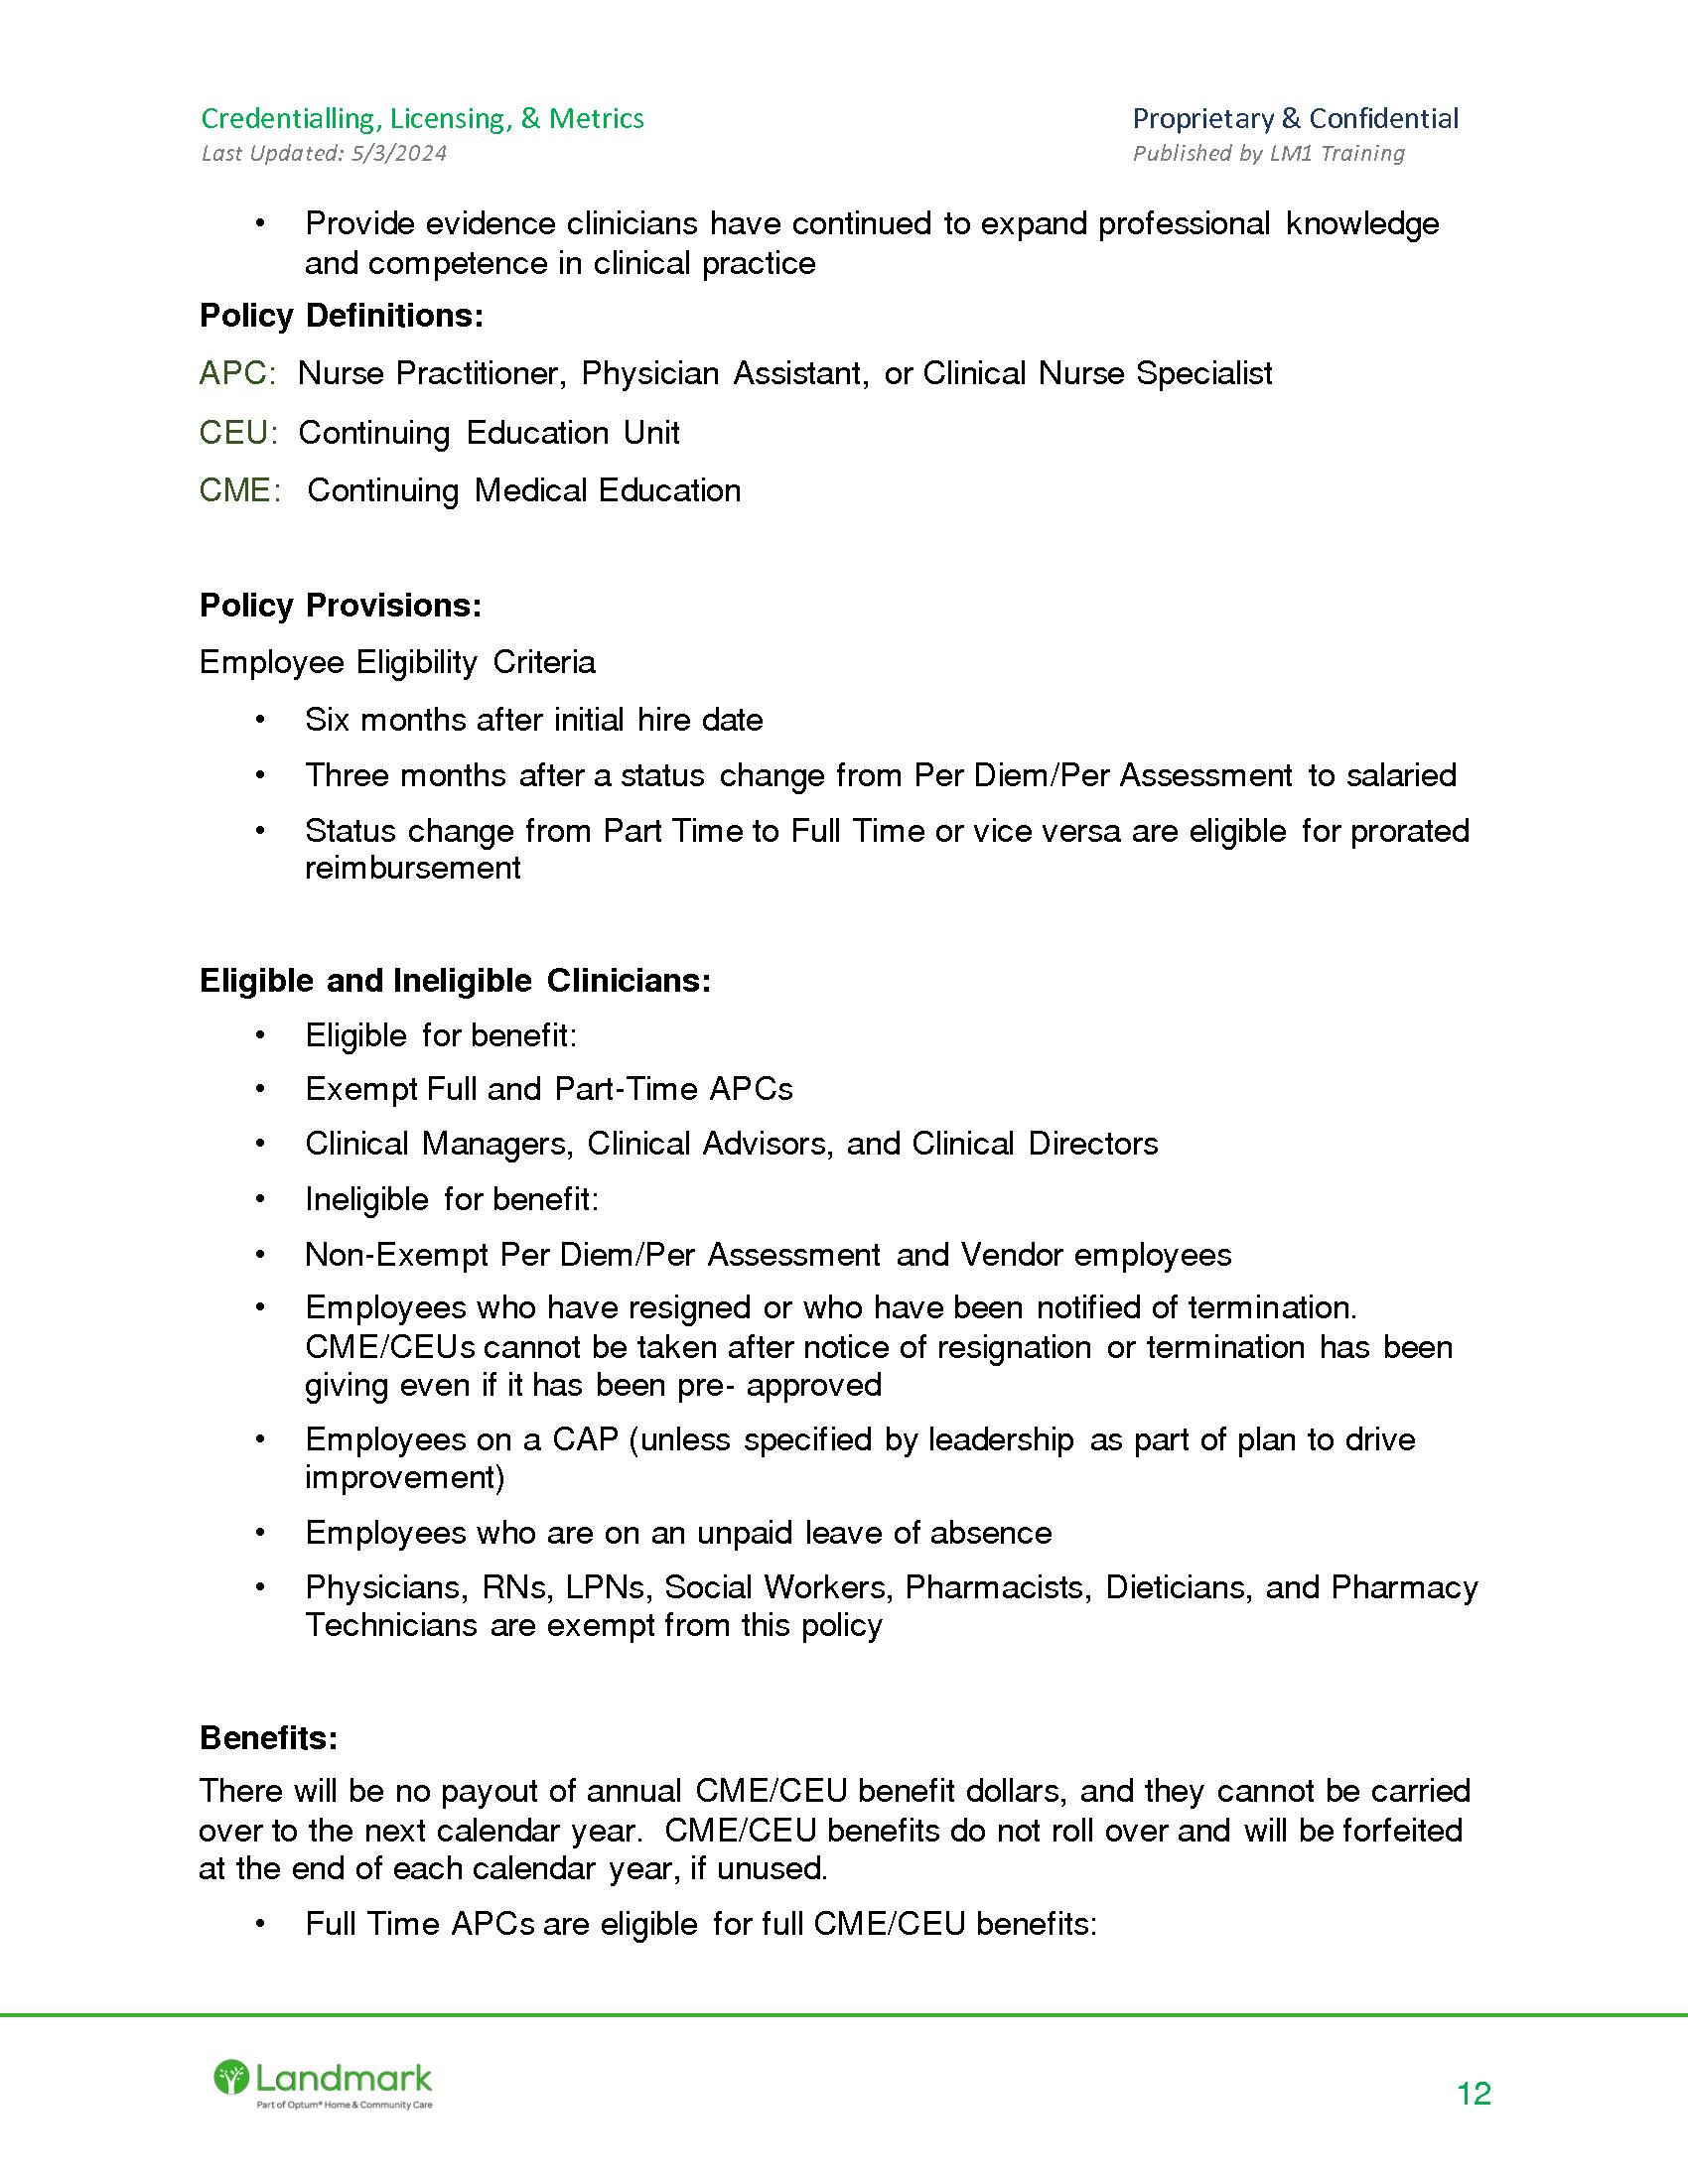 Credentialling, Licensing, & Metrics
Proprietary & Confidential
Last Updated: 5/3/2024
Published by LM1 Training
• Provide evidence clinicians have continued to expand professional knowledge
and competence in clinical practice
Policy Definitions:
APC: Nurse Practitioner, Physician Assistant, or Clinical Nurse Specialist
CEU: Continuing Education Unit
CME: Continuing Medical Education
Policy Provisions:
Employee Eligibility Criteria
• Six months after initial hire date
• Three months after a status change from Per Diem/Per Assessment to salaried
• Status change from Part Time to Full Time or vice versa are eligible for prorated
reimbursement
Eligible and Ineligible Clinicians:
• Eligible for benefit:
• Exempt Full and Part-Time APCs
• Clinical Managers, Clinical Advisors, and Clinical Directors
• Ineligible for benefit:
• Non-Exempt Per Diem/Per Assessment and Vendor employees
• Employees who have resigned or who have been notified of termination.
CME/CEUs cannot be taken after notice of resignation or termination has been
giving even if it has been pre- approved
• Employees on a CAP (unless specified by leadership as part of plan to drive
improvement)
• Employees who are on an unpaid leave of absence
• Physicians, RNs, LPNs, Social Workers, Pharmacists, Dieticians, and Pharmacy
Technicians are exempt from this policy
Benefits:
There will be no payout of annual CME/CEU benefit dollars, and they cannot be carried
over to the next calendar year. CME/CEU benefits do not roll over and will be forfeited
at the end of each calendar year, if unused.
• Full Time APCs are eligible for full CME/CEU benefits:
Landmark
Part of Optum® Home & Community Care
12